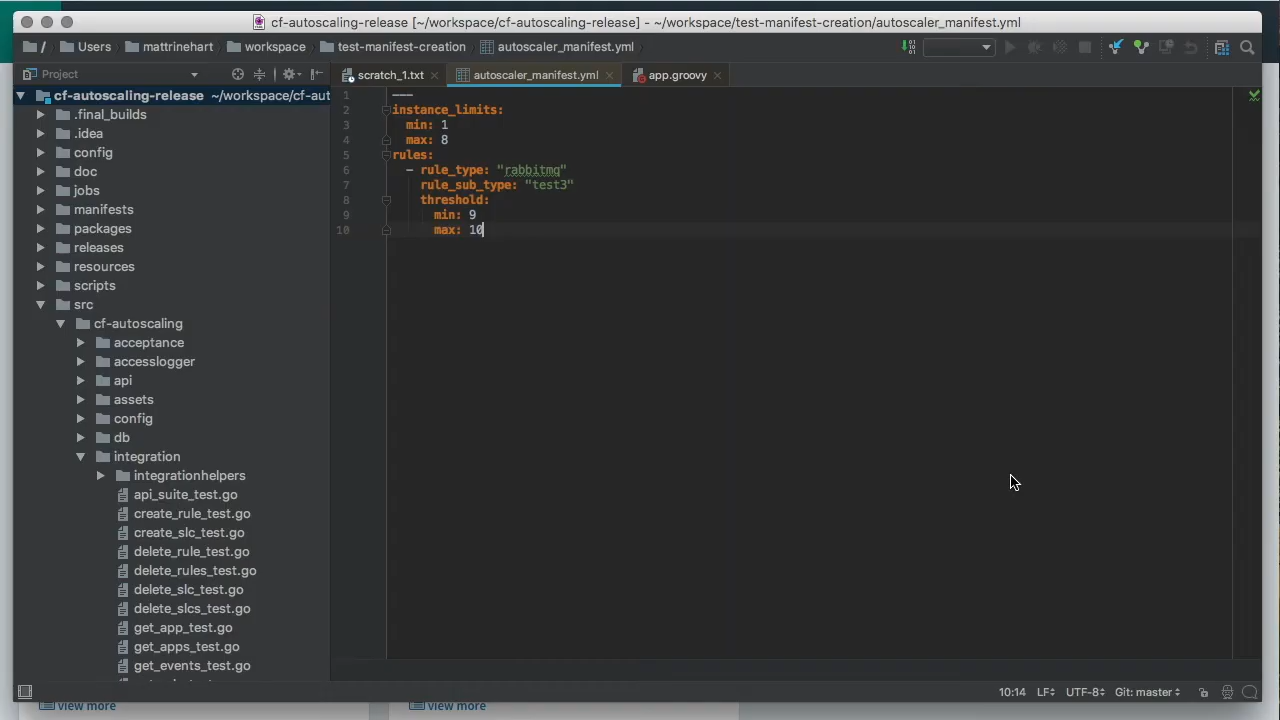 cf-autoscaling-release [~/workspace/cf-autoscaling-release] - ~/workspace/test-manifest-creation/autoscaler_manifest.yml
/ Users mattrinehart workspace test-manifest-creation autoscaler_manifest.yml
Project
scratch_1.txt autoscaler_manifest.yml app.groovy
cf-autoscaling-release ~/workspace/cf-aut
.final_builds
.idea
config
doc
jobs
manifests
packages
releases
resources
scripts
src
cf-autoscaling
acceptance
accesslogger
api
assets
config
db
integration
integrationhelpers
api_suite_test.go
create_rule_test.go
create_slc_test.go
delete_rule_test.go
delete_rules_test.go
delete_slc_test.go
delete_slcs_test.go
get_app_test.go
get_apps_test.go
get_events_test.go
1 ---
2 instance_limits:
3 min: 1
4 max: 8
5 rules:
6 - rule_type: "rabbitmq"
7 rule_sub_type: "test3"
8 threshold:
9 min: 9
10 max: 10
10:14 LF UTF-8 Git: master
view more
view more